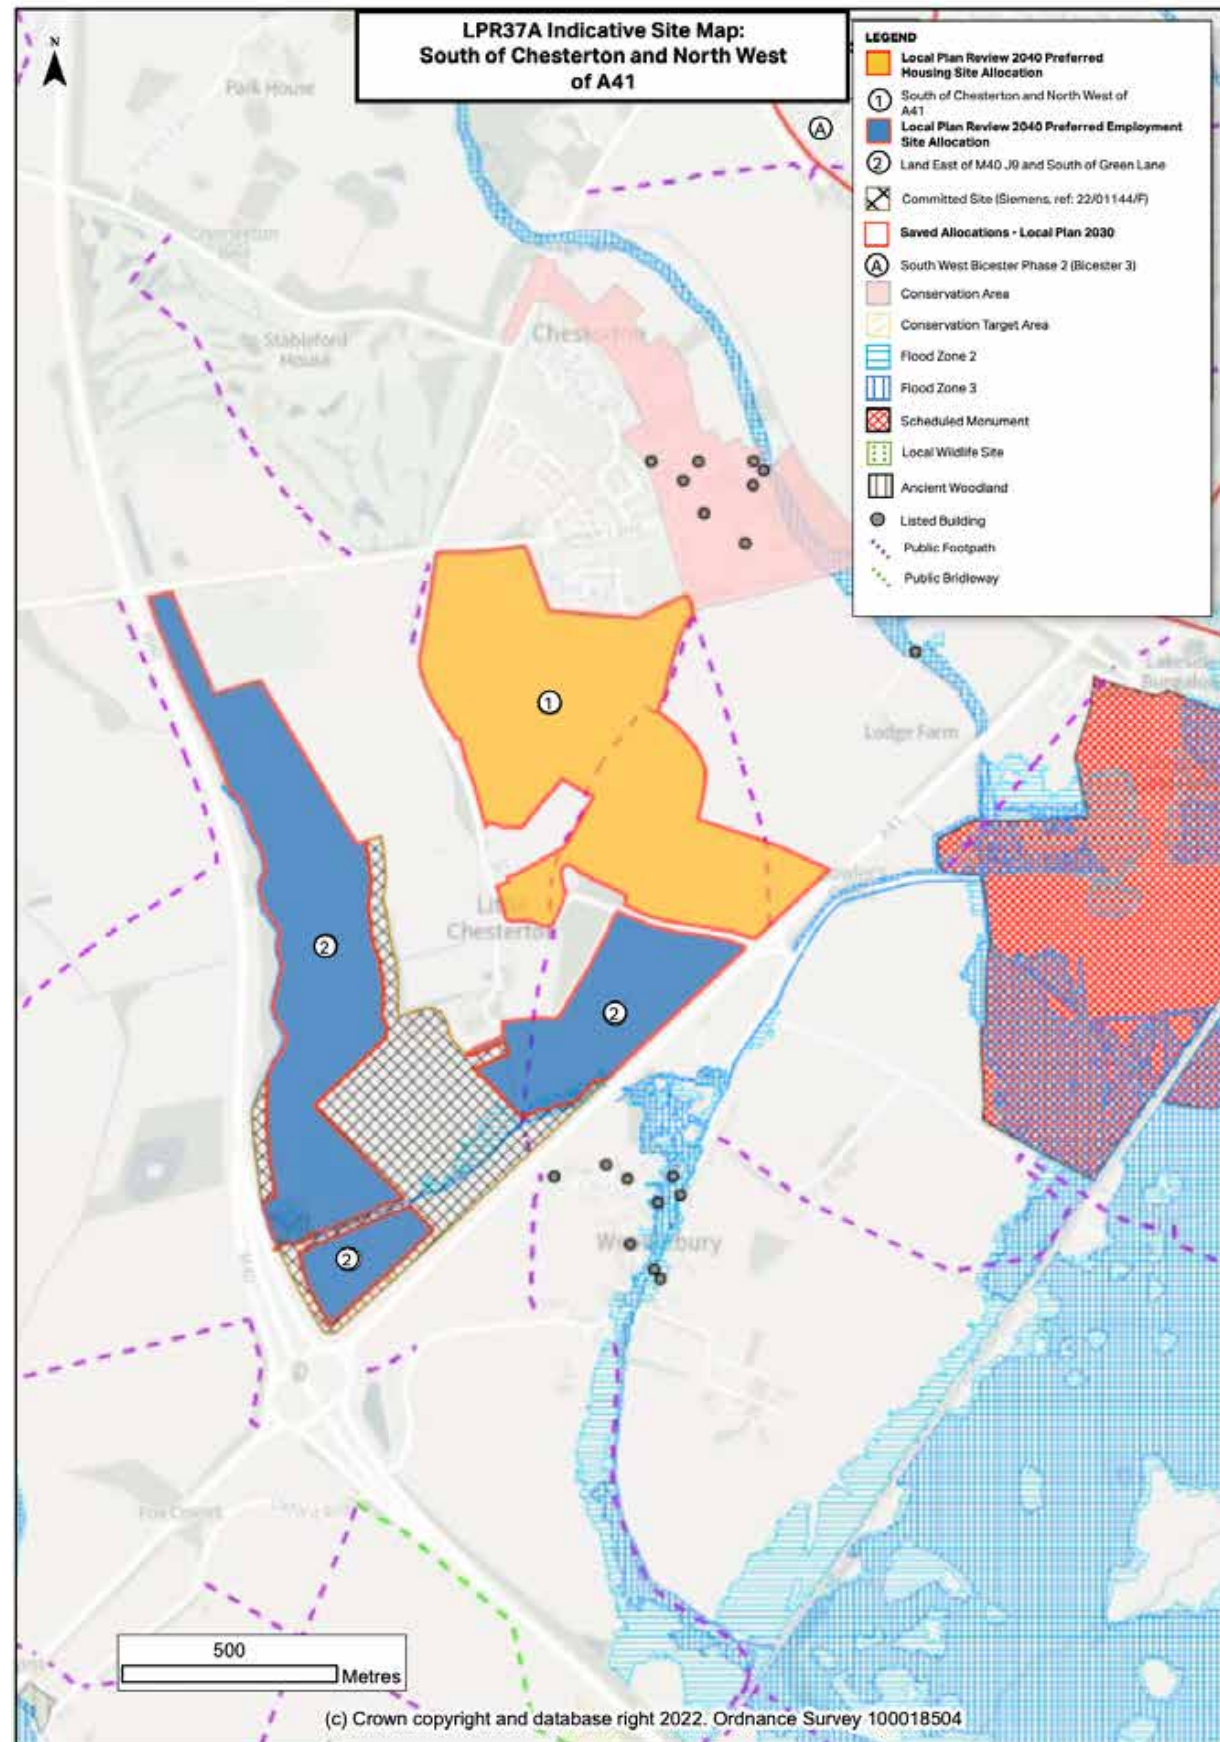 LPR37A Indicative Site Map:
South of Chesterton and North West
of A41
N
LEGEND
Local Plan Review 2040 Preferred
Housing Site Allocation
1 South of Chesterton and North West of
A41
Local Plan Review 2040 Preferred Employment
Site Allocation
2 Land East of M40 J9 and South of Green Lane
Committed Site (Siemens, ref: 22/01144/F)
Saved Allocations - Local Plan 2030
A South West Bicester Phase 2 (Bicester 3)
Conservation Area
Conservation Target Area
Flood Zone 2
Flood Zone 3
Scheduled Monument
Local Wildlife Site
Ancient Woodland
Listed Building
Public Footpath
Public Bridleway
Park House
A
Chesterton
Stableford
House
1
Lodge Farm
A41
Little
Chesterton
2
2
2
500
Metres
(c) Crown copyright and database right 2022. Ordnance Survey 100018504